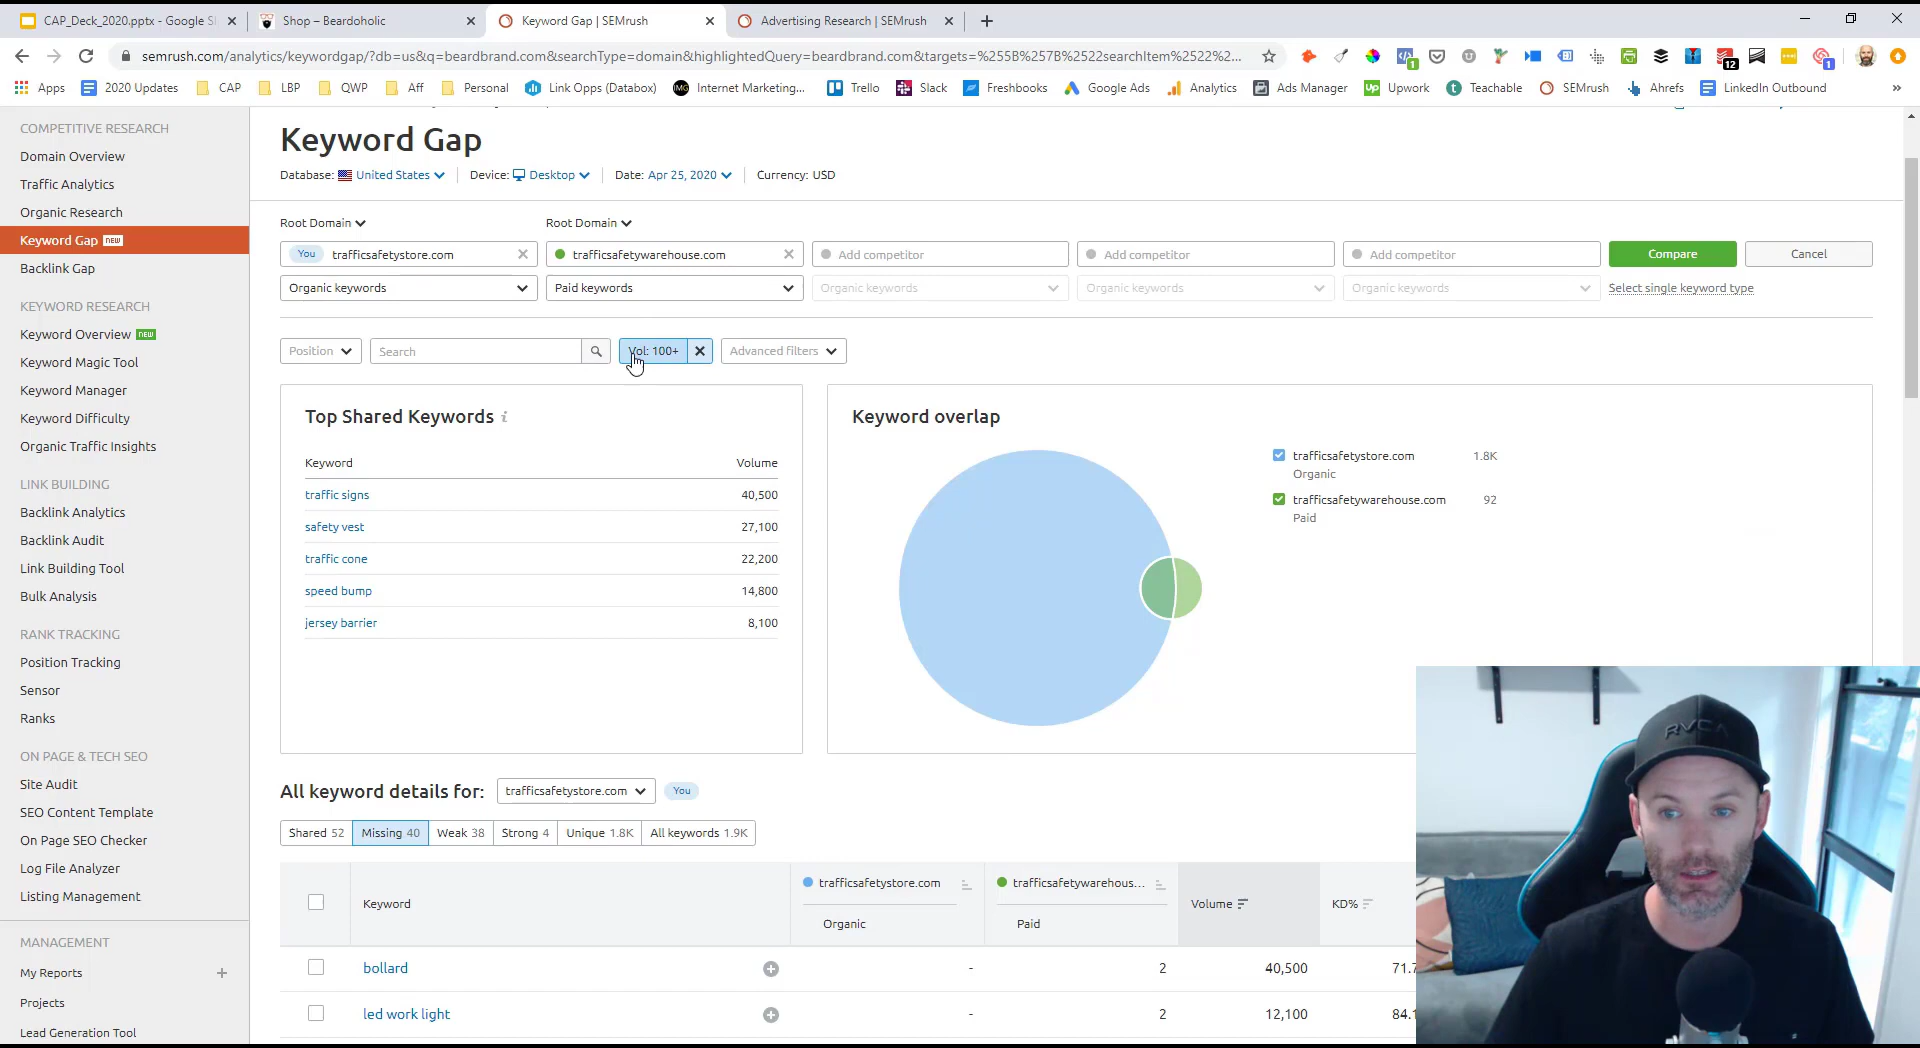 CAP_Deck_2020.pptx - Google Sl
Shop – Beardoholic
Keyword Gap | SEMrush
Advertising Research | SEMrush
semrush.com/analytics/keywordgap/?db=us&q=beardbrand.com&searchType=domain&highlightedQuery=beardbrand.com&targets=%255B%257B%2522searchItem%2522%2...
1
12
1
Apps
2020 Updates
CAP
LBP
QWP
Aff
Personal
Link Opps (Databox)
Internet Marketing...
Trello
Slack
Freshbooks
Google Ads
Analytics
Ads Manager
Upwork
Teachable
SEMrush
Ahrefs
LinkedIn Outbound
»
COMPETITIVE RESEARCH
Domain Overview
Traffic Analytics
Organic Research
Keyword Gap NEW
Backlink Gap
KEYWORD RESEARCH
Keyword Overview NEW
Keyword Magic Tool
Keyword Manager
Keyword Difficulty
Organic Traffic Insights
LINK BUILDING
Backlink Analytics
Backlink Audit
Link Building Tool
Bulk Analysis
RANK TRACKING
Position Tracking
Sensor
Ranks
ON PAGE & TECH SEO
Site Audit
SEO Content Template
On Page SEO Checker
Log File Analyzer
Listing Management
MANAGEMENT
My Reports +
Projects
Lead Generation Tool
Keyword Gap
Database: United States Device: Desktop Date: Apr 25, 2020 Currency: USD
Root Domain Root Domain
You trafficsafetystore.com trafficsafetywarehouse.com Add competitor Add competitor Add competitor Compare Cancel
Organic keywords Paid keywords Organic keywords Organic keywords Organic keywords Select single keyword type
Position Search Vol: 100+ Advanced filters
Top Shared Keywords i
Keyword Volume
traffic signs 40,500
safety vest 27,100
traffic cone 22,200
speed bump 14,800
jersey barrier 8,100
Keyword overlap
trafficsafetystore.com 1.8K
Organic
trafficsafetywarehouse.com 92
Paid
All keyword details for: trafficsafetystore.com You
Shared 52 Missing 40 Weak 38 Strong 4 Unique 1.8K All keywords 1.9K
Keyword
trafficsafetystore.com
Organic
trafficsafetywarehous...
Paid
Volume KD%
bollard - 2 40,500 71.7
led work light - 2 12,100
RVCA